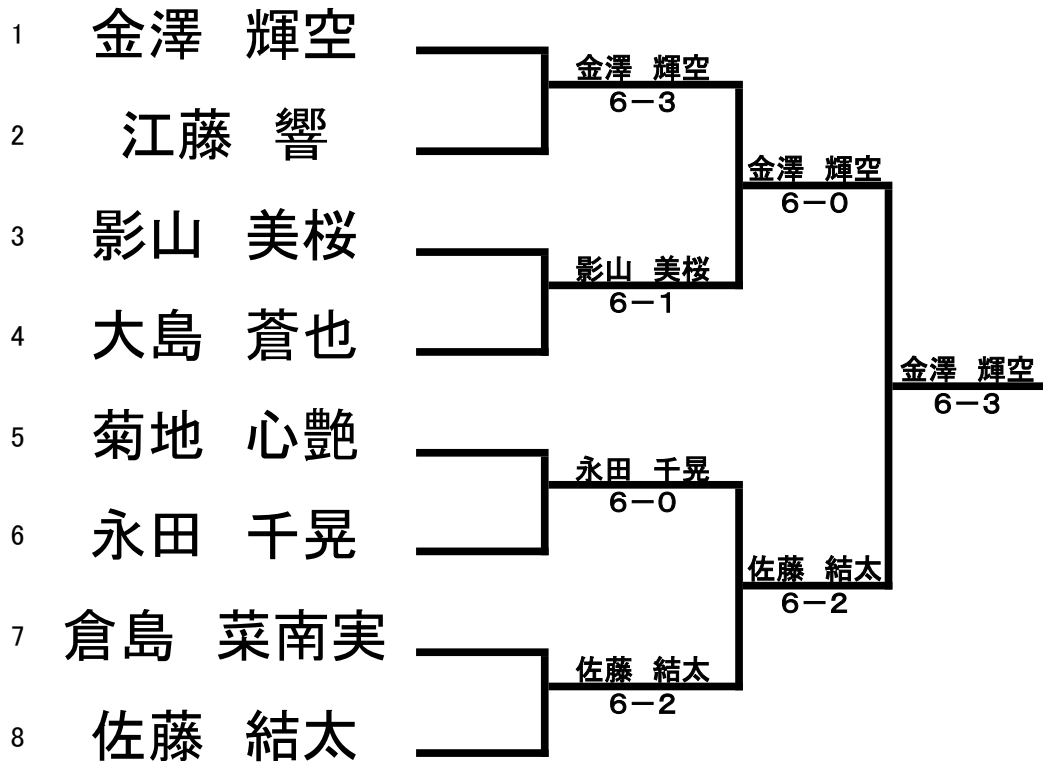 1 金澤　輝空
金澤　輝空
6－3
2 江藤　響
金澤　輝空
6－0
3 影山　美桜
影山　美桜
6－1
4 大島　蒼也
金澤　輝空
6－3
5 菊地　心艶
永田　千晃
6－0
6 永田　千晃
佐藤　結太
6－2
7 倉島　菜南実
佐藤　結太
6－2
8 佐藤　結太